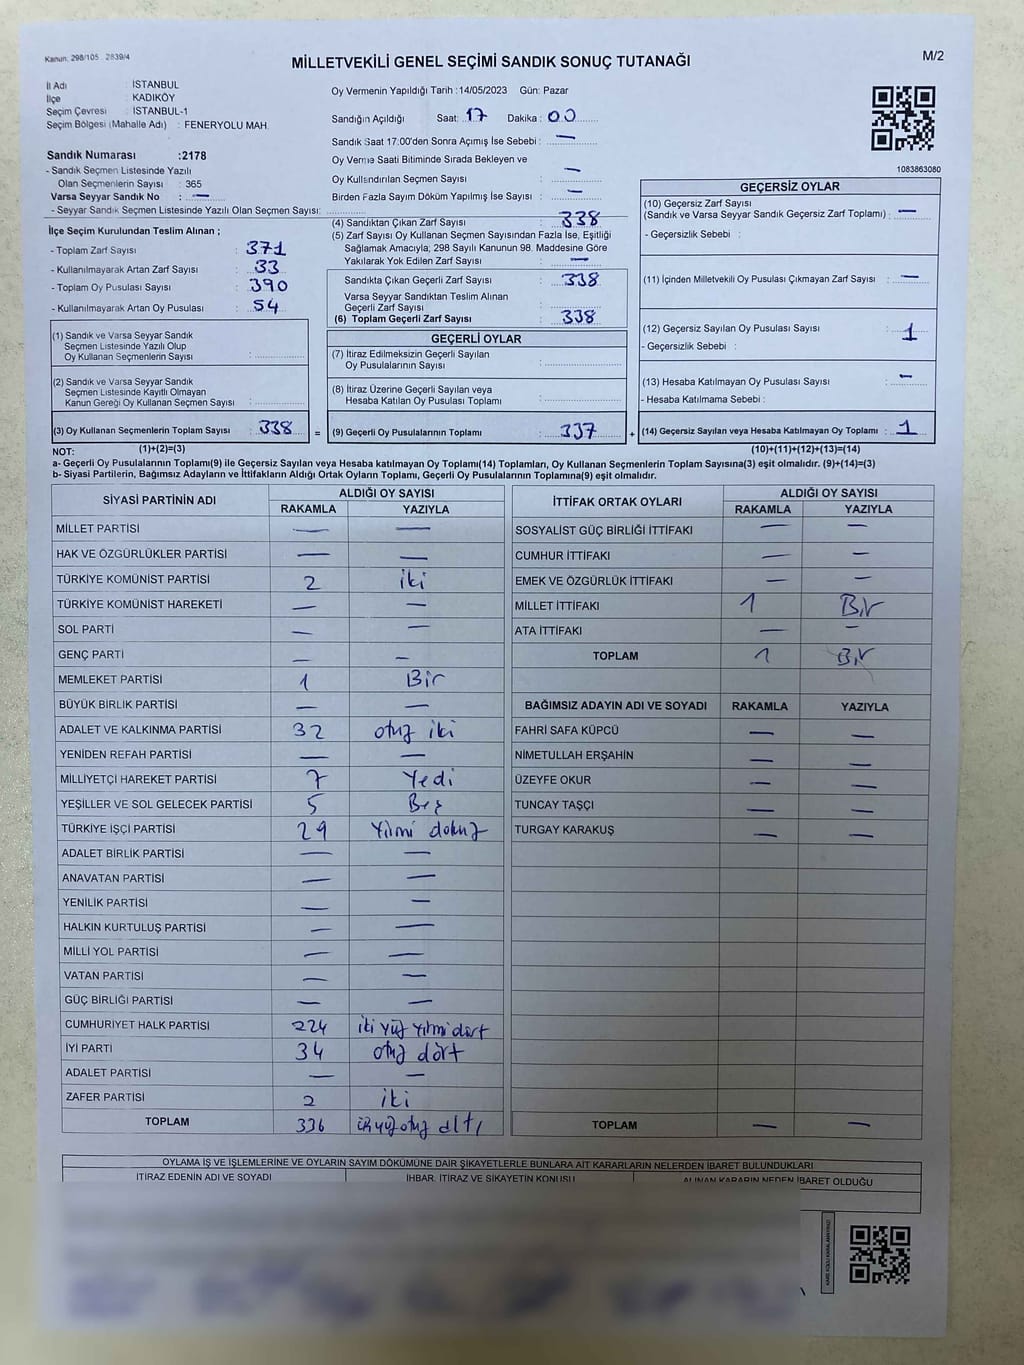 Kanun. 298/105 2839/4
MİLLETVEKİLİ GENEL SEÇİMİ SANDIK SONUÇ TUTANAĞI
M/2
İl Adı : İSTANBUL
İlçe : KADIKÖY
Seçim Çevresi : İSTANBUL-1
Seçim Bölgesi (Mahalle Adı) : FENERYOLU MAH.
Sandık Numarası :2178
- Sandık Seçmen Listesinde Yazılı
Olan Seçmenlerin Sayısı : 365
Varsa Seyyar Sandık No : —
- Seyyar Sandık Seçmen Listesinde Yazılı Olan Seçmen Sayısı:
İlçe Seçim Kurulundan Teslim Alınan ;
- Toplam Zarf Sayısı : 371
- Kullanılmayarak Artan Zarf Sayısı : 33
- Toplam Oy Pusulası Sayısı : 390
- Kullanılmayarak Artan Oy Pusulası : 54
(1) Sandık ve Varsa Seyyar Sandık
Seçmen Listesinde Yazılı Olup
Oy Kullanan Seçmenlerin Sayısı :
(2) Sandık ve Varsa Seyyar Sandık
Seçmen Listesinde Kayıtlı Olmayan
Kanun Gereği Oy Kullanan Seçmen Sayısı :
(3) Oy Kullanan Seçmenlerin Toplam Sayısı : 338
Oy Vermenin Yapıldığı Tarih :14/05/2023 Gün: Pazar
Sandığın Açıldığı Saat: 17 Dakika : 00
Sandık Saat 17:00'den Sonra Açımış İse Sebebi : —
Oy Verme Saati Bitiminde Sırada Bekleyen ve
Oy Kullandırılan Seçmen Sayısı : —
Birden Fazla Sayım Döküm Yapılmış İse Sayısı : —
(4) Sandıktan Çıkan Zarf Sayısı : 338
(5) Zarf Sayısı Oy Kullanan Seçmen Sayısından Fazla İse, Eşitliği
Sağlamak Amacıyla; 298 Sayılı Kanunun 98. Maddesine Göre
Yakılarak Yok Edilen Zarf Sayısı : —
Sandıkta Çıkan Geçerli Zarf Sayısı : 338
Varsa Seyyar Sandıktan Teslim Alınan
Geçerli Zarf Sayısı :
(6) Toplam Geçerli Zarf Sayısı : 338
GEÇERLİ OYLAR
(7) İtiraz Edilmeksizin Geçerli Sayılan
Oy Pusulalarının Sayısı :
(8) İtiraz Üzerine Geçerli Sayılan veya
Hesaba Katılan Oy Pusulası Toplamı :
= (9) Geçerli Oy Pusulalarının Toplamı : 337
1083863080
GEÇERSİZ OYLAR
(10) Geçersiz Zarf Sayısı
(Sandık ve Varsa Seyyar Sandık Geçersiz Zarf Toplamı) : —
- Geçersizlik Sebebi :
(11) İçinden Milletvekili Oy Pusulası Çıkmayan Zarf Sayısı : —
(12) Geçersiz Sayılan Oy Pusulası Sayısı : 1
- Geçersizlik Sebebi :
(13) Hesaba Katılmayan Oy Pusulası Sayısı : —
- Hesaba Katılmama Sebebi :
+ (14) Geçersiz Sayılan veya Hesaba Katılmayan Oy Toplamı : 1
NOT: (1)+(2)=(3) (10)+(11)+(12)+(13)=(14)
a- Geçerli Oy Pusulalarının Toplamı(9) ile Geçersiz Sayılan veya Hesaba katılmayan Oy Toplamı(14) Toplamları, Oy Kullanan Seçmenlerin Toplam Sayısına(3) eşit olmalıdır. (9)+(14)=(3)
b- Siyasi Partilerin, Bağımsız Adayların ve İttifakların Aldığı Ortak Oyların Toplamı, Geçerli Oy Pusulalarının Toplamına(9) eşit olmalıdır.
SİYASİ PARTİNİN ADI ALDIĞI OY SAYISI
RAKAMLA YAZIYLA
MİLLET PARTİSİ — —
HAK VE ÖZGÜRLÜKLER PARTİSİ — —
TÜRKİYE KOMÜNİST PARTİSİ 2 iki
TÜRKİYE KOMÜNİST HAREKETİ — —
SOL PARTİ — —
GENÇ PARTİ — —
MEMLEKET PARTİSİ 1 Bir
BÜYÜK BİRLİK PARTİSİ — —
ADALET VE KALKINMA PARTİSİ 32 otuz iki
YENİDEN REFAH PARTİSİ — —
MİLLİYETÇİ HAREKET PARTİSİ 7 Yedi
YEŞİLLER VE SOL GELECEK PARTİSİ 5 Beş
TÜRKİYE İŞÇİ PARTİSİ 29 Yirmi dokuz
ADALET BİRLİK PARTİSİ — —
ANAVATAN PARTİSİ — —
YENİLİK PARTİSİ — —
HALKIN KURTULUŞ PARTİSİ — —
MİLLİ YOL PARTİSİ — —
VATAN PARTİSİ — —
GÜÇ BİRLİĞİ PARTİSİ — —
CUMHURİYET HALK PARTİSİ 224 iki yüz yirmi dört
İYİ PARTİ 34 otuz dört
ADALET PARTİSİ — —
ZAFER PARTİSİ 2 iki
TOPLAM 336 üçyüz otuz altı
İTTİFAK ORTAK OYLARI ALDIĞI OY SAYISI
RAKAMLA YAZIYLA
SOSYALİST GÜÇ BİRLİĞİ İTTİFAKI — —
CUMHUR İTTİFAKI — —
EMEK VE ÖZGÜRLÜK İTTİFAKI — —
MİLLET İTTİFAKI 1 Bir
ATA İTTİFAKI — —
TOPLAM 1 Bir
BAĞIMSIZ ADAYIN ADI VE SOYADI RAKAMLA YAZIYLA
FAHRİ SAFA KÜPCÜ — —
NİMETULLAH ERŞAHİN — —
ÜZEYFE OKUR — —
TUNCAY TAŞÇI — —
TURGAY KARAKUŞ — —
TOPLAM — —
OYLAMA İŞ VE İŞLEMLERİNE VE OYLARIN SAYIM DÖKÜMÜNE DAİR ŞİKAYETLERLE BUNLARA AİT KARARLARIN NELERDEN İBARET BULUNDUKLARI
İTİRAZ EDENİN ADI VE SOYADI İHBAR, İTİRAZ VE ŞİKAYETİN KONUSU ALINAN KARARIN NEDEN İBARET OLDUĞU